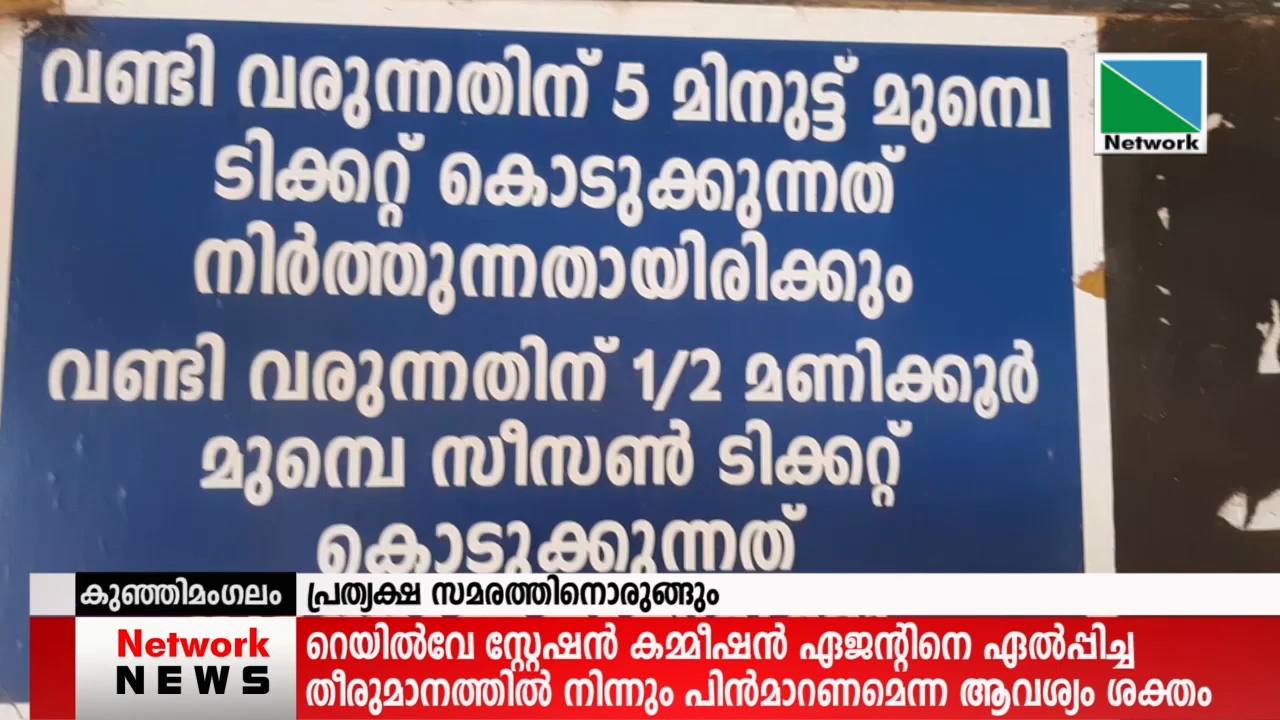 വണ്ടി വരുന്നതിന് 5 മിനുട്ട് മുമ്പെ
ടിക്കറ്റ് കൊടുക്കുന്നത്
നിർത്തുന്നതായിരിക്കും
വണ്ടി വരുന്നതിന് 1/2 മണിക്കൂർ
മുമ്പെ സീസൺ ടിക്കറ്റ്
കൊടുക്കുന്നത്
Network
കുഞ്ഞിമംഗലം പ്രത്യക്ഷ സമരത്തിനൊരുങ്ങും
Network
NEWS
റെയിൽവേ സ്റ്റേഷൻ കമ്മീഷൻ ഏജന്റിനെ ഏൽപ്പിച്ച
തീരുമാനത്തിൽ നിന്നും പിൻമാറണമെന്ന ആവശ്യം ശക്തം